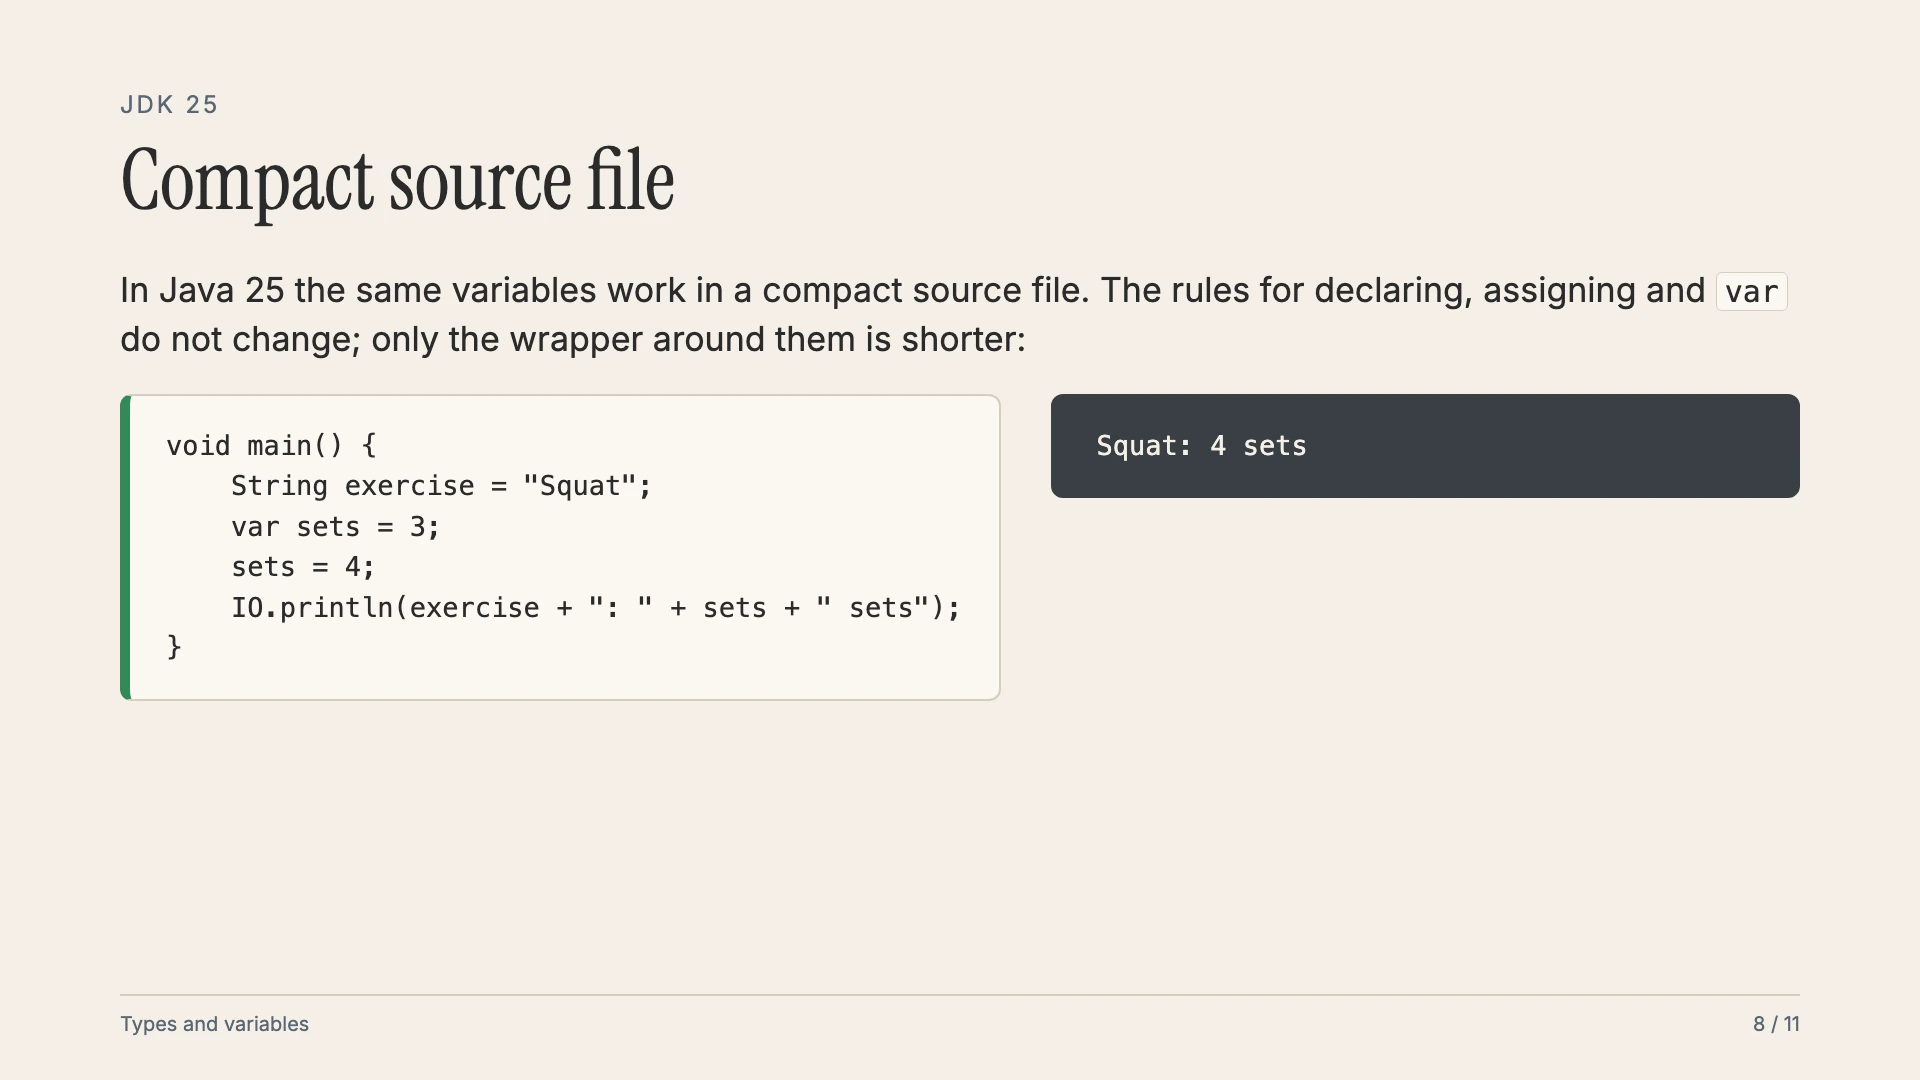 JDK 25
Compact source file
In Java 25 the same variables work in a compact source file. The rules for declaring, assigning and var
do not change; only the wrapper around them is shorter:
void main() {
    String exercise = "Squat";
    var sets = 3;
    sets = 4;
    IO.println(exercise + ": " + sets + " sets");
}
Squat: 4 sets
Types and variables
8 / 11